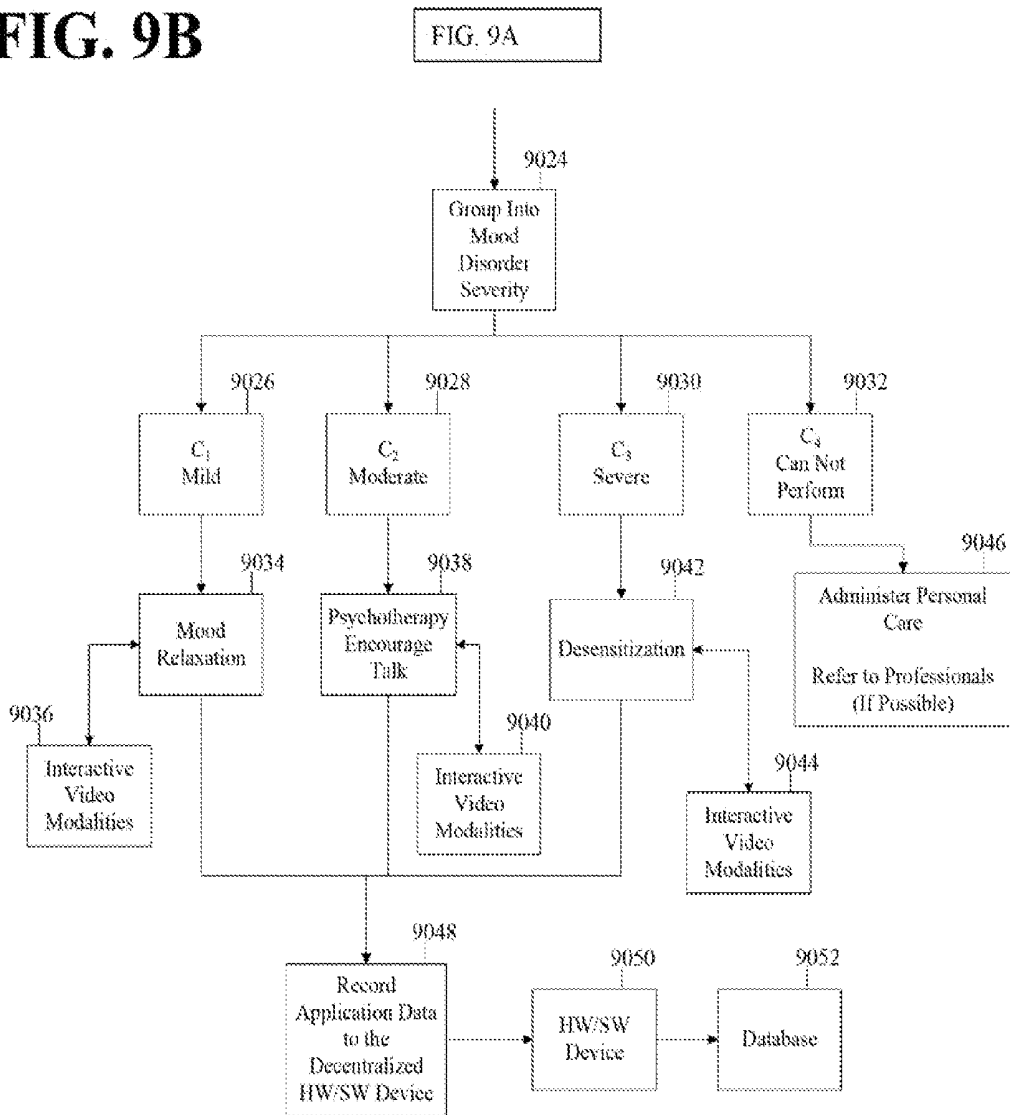 FIG. 9B
FIG. 9A
9024
Group Into
Mood
Disorder
Severity
9026
9028
9030
9032
C₁
Mild
C₂
Moderate
C₃
Severe
C₄
Can Not
Perform
9034
9038
9042
9046
Mood
Relaxation
Psychotherapy
Encourage
Talk
Desensitization
Administer Personal
Care
Refer to Professionals
(If Possible)
9036
9040
9044
Interactive
Video
Modalities
Interactive
Video
Modalities
Interactive
Video
Modalities
9048
9050
9052
Record
Application Data
to the
Decentralized
HW/SW Device
HW/SW
Device
Database